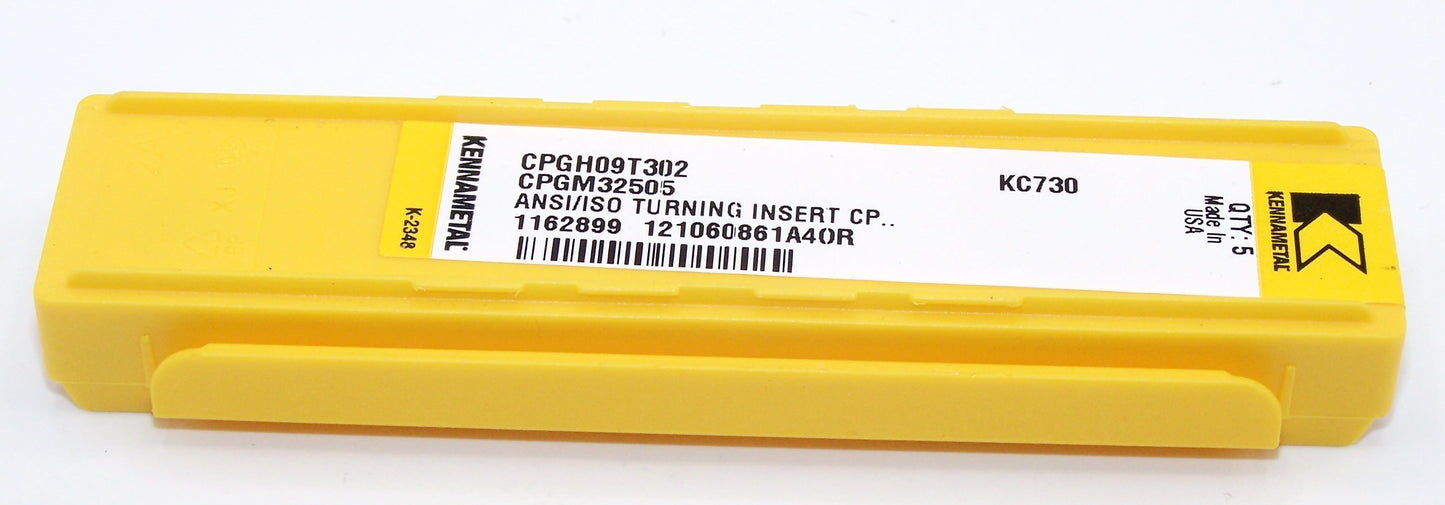 K-2348
KENNAMETAL
CPGH09T302
CPGM32505
ANSI/ISO TURNING INSERT CP..
1162899 121060861A40R
KC730
QTY: 5
Made In
USA
KENNAMETAL